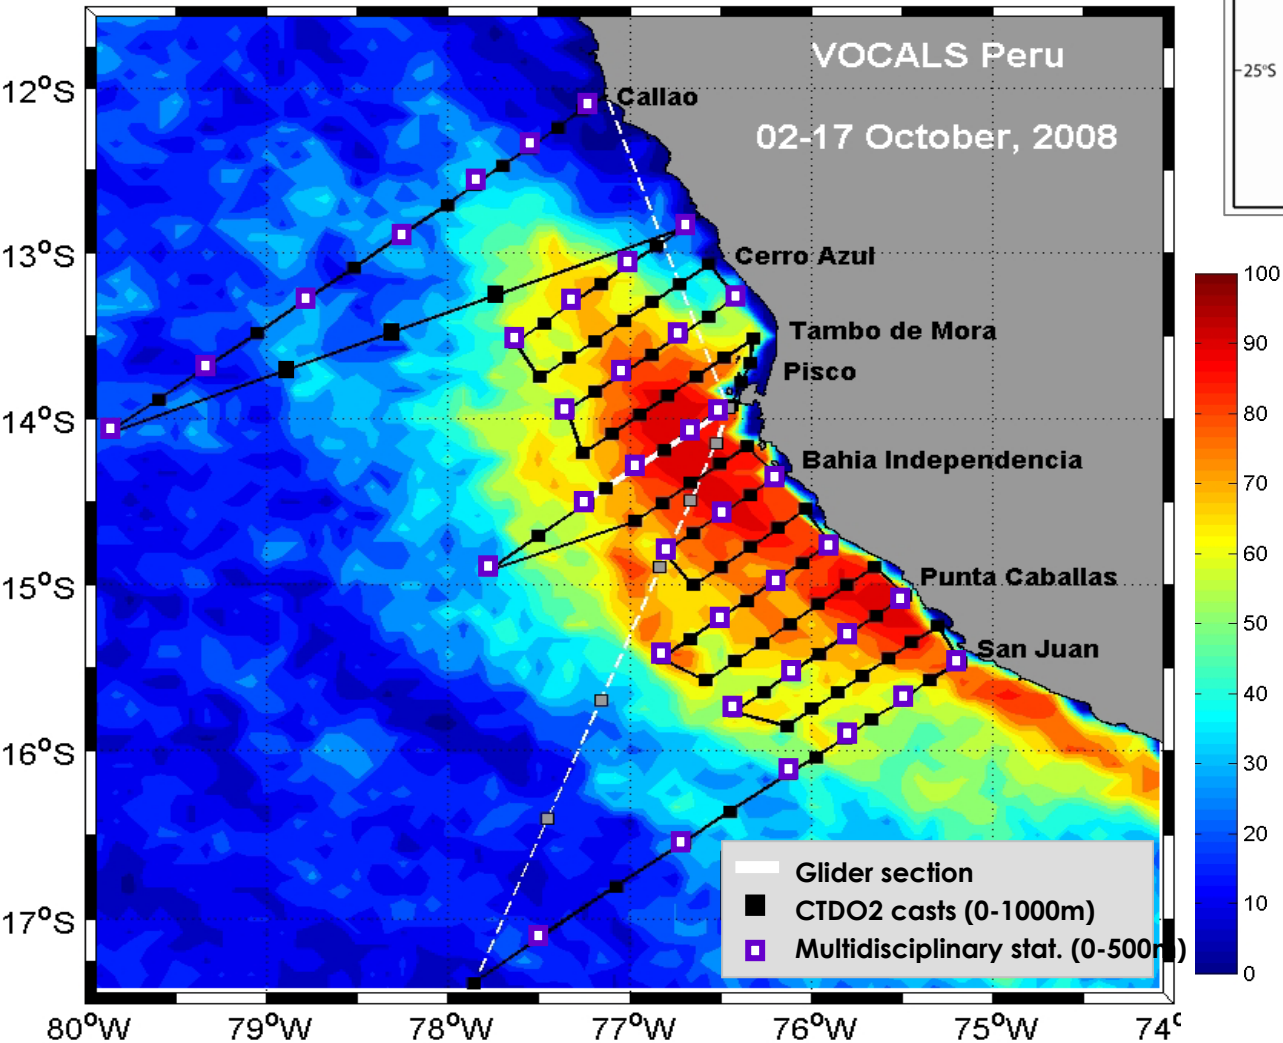 VOCALS Peru
02-17 October, 2008
25°S
12°S
13°S
14°S
15°S
16°S
17°S
Callao
Cerro Azul
Tambo de Mora
Pisco
Bahia Independencia
Punta Caballas
San Juan
Glider section
CTDO2 casts (0-1000m)
Multidisciplinary stat. (0-500m)
80°W 79°W 78°W 77°W 76°W 75°W 74°
100
90
80
70
60
50
40
30
20
10
0